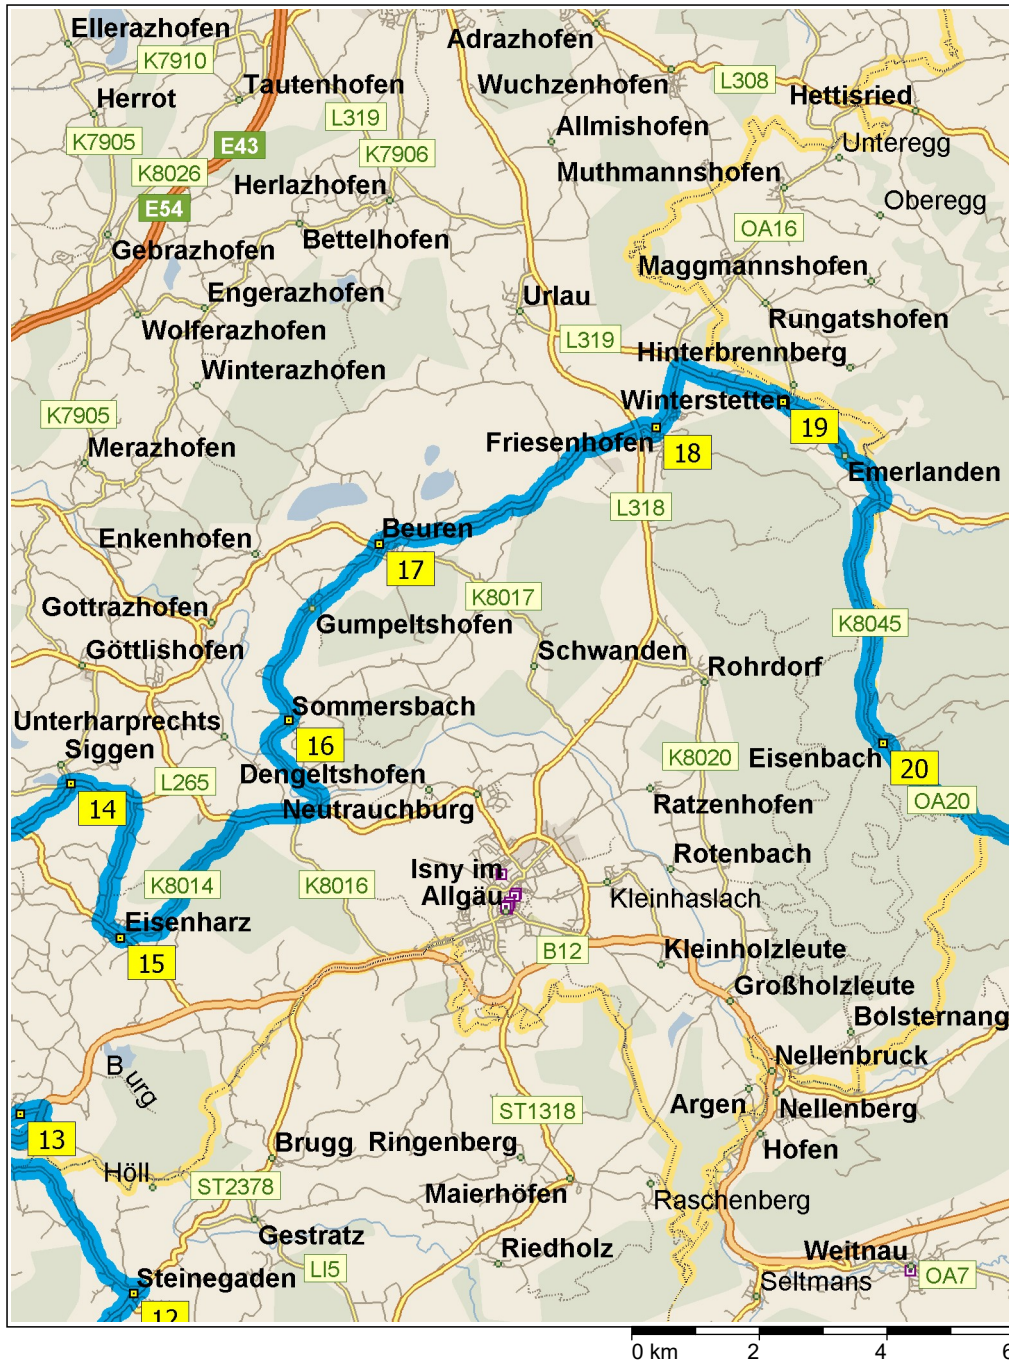 Ellerazhofen
Adrazhofen
K7910
Tautenhofen
Wuchzenhofen
L308
Herrot
Hettisried
L319
Allmishofen
K7905
E43
K7906
Unteregg
K8026
Herlazhofen
Muthmannshofen
E54
Oberegg
Gebrazhofen
Bettelhofen
OA16
Maggmannshofen
Engerazhofen
Urlau
Wolferazhofen
Rungatshofen
L319
Hinterbrennberg
Winterazhofen
Winterstetten
K7905
19
Merazhofen
Friesenhofen
18
Emerlanden
L318
Beuren
Enkenhofen
17
K8017
Gottrazhofen
Gumpeltshofen
K8045
Göttlishofen
Schwanden
Rohrdorf
Sommersbach
Unterharprechts
16
Siggen
Eisenbach
K8020
20
Dengeltshofen
L265
14
Neutrauchburg
Ratzenhofen
OA20
Isny im
Allgäu
Rotenbach
K8014
K8016
Kleinhaslach
Eisenharz
15
B12
Kleinholzleute
Großholzleute
Bolsternang
Burg
Nellenbruck
Argen
Nellenberg
ST1318
13
Brugg
Ringenberg
Hofen
Höll
ST2378
Maierhöfen
Raschenberg
Gestratz
Riedholz
Weitnau
LI5
Steinegaden
Seltmans
OA7
12
0 km
2
4
6